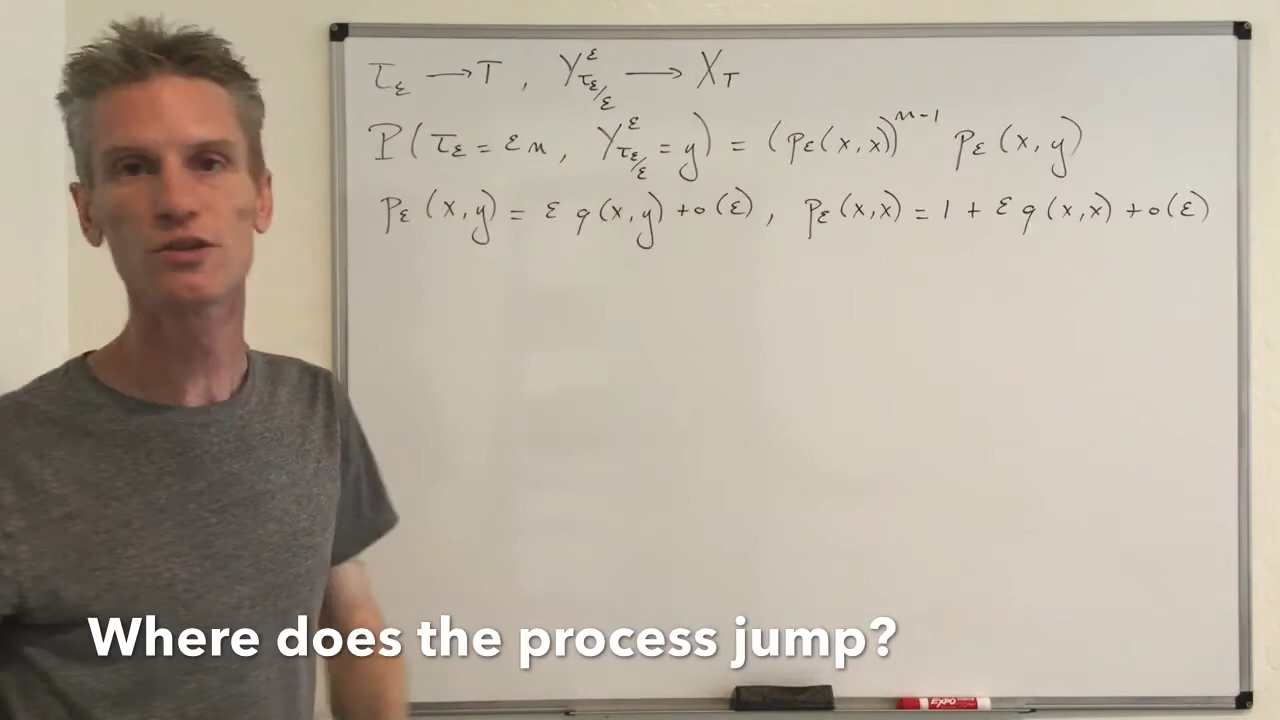 τ_ε → T , Y^ε_{τ_ε/ε} → X_T
P(τ_ε = εn , Y^ε_{τ_ε/ε} = y) = (p_ε(x,x))^{n-1} p_ε(x,y)
p_ε(x,y) = ε q(x,y) + o(ε) , p_ε(x,x) = 1 + ε q(x,x) + o(ε)
Where does the process jump?
EXPO